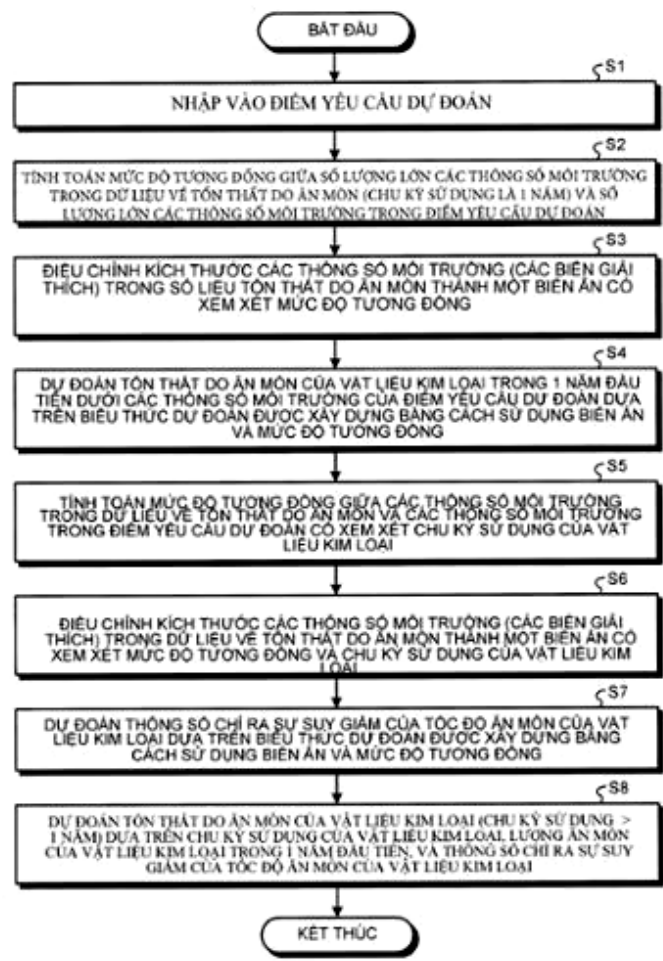 BẮT ĐẦU
S1
NHẬP VÀO ĐIỂM YÊU CẦU DỰ ĐOÁN
S2
TÍNH TOÁN MỨC ĐỘ TƯƠNG ĐỒNG GIỮA SỐ LƯỢNG LỚN CÁC THÔNG SỐ MÔI TRƯỜNG
TRONG DỮ LIỆU VỀ TỔN THẤT DO ĂN MÒN (CHU KỲ SỬ DỤNG LÀ 1 NĂM) VÀ SỐ
LƯỢNG LỚN CÁC THÔNG SỐ MÔI TRƯỜNG TRONG ĐIỂM YÊU CẦU DỰ ĐOÁN
S3
ĐIỀU CHỈNH KÍCH THƯỚC CÁC THÔNG SỐ MÔI TRƯỜNG (CÁC BIẾN GIẢI
THÍCH) TRONG SỐ LIỆU TỔN THẤT DO ĂN MÒN THÀNH MỘT BIẾN ẨN CÓ
XEM XÉT MỨC ĐỘ TƯƠNG ĐỒNG
S4
DỰ ĐOÁN TỔN THẤT DO ĂN MÒN CỦA VẬT LIỆU KIM LOẠI TRONG 1 NĂM ĐẦU
TIÊN DƯỚI CÁC THÔNG SỐ MÔI TRƯỜNG CỦA ĐIỂM YÊU CẦU DỰ ĐOÁN DỰA
TRÊN BIỂU THỨC DỰ ĐOÁN ĐƯỢC XÂY DỰNG BẰNG CÁCH SỬ DỤNG BIẾN ẨN
VÀ MỨC ĐỘ TƯƠNG ĐỒNG
S5
TÍNH TOÁN MỨC ĐỘ TƯƠNG ĐỒNG GIỮA CÁC THÔNG SỐ MÔI TRƯỜNG
TRONG DỮ LIỆU VỀ TỔN THẤT DO ĂN MÒN VÀ CÁC THÔNG SỐ MÔI TRƯỜNG
TRONG ĐIỂM YÊU CẦU DỰ ĐOÁN CÓ XEM XÉT CHU KỲ SỬ DỤNG CỦA VẬT
LIỆU KIM LOẠI
S6
ĐIỀU CHỈNH KÍCH THƯỚC CÁC THÔNG SỐ MÔI TRƯỜNG (CÁC BIẾN GIẢI
THÍCH) TRONG DỮ LIỆU VỀ TỔN THẤT DO ĂN MÒN THÀNH MỘT BIẾN ẨN CÓ
XEM XÉT MỨC ĐỘ TƯƠNG ĐỒNG VÀ CHU KỲ SỬ DỤNG CỦA VẬT LIỆU KIM
LOẠI
S7
DỰ ĐOÁN THÔNG SỐ CHỈ RA SỰ SUY GIẢM CỦA TỐC ĐỘ ĂN MÒN CỦA VẬT
LIỆU KIM LOẠI DỰA TRÊN BIỂU THỨC DỰ ĐOÁN ĐƯỢC XÂY DỰNG BẰNG
CÁCH SỬ DỤNG BIẾN ẨN VÀ MỨC ĐỘ TƯƠNG ĐỒNG
S8
DỰ ĐOÁN TỔN THẤT DO ĂN MÒN CỦA VẬT LIỆU KIM LOẠI (CHU KỲ SỬ DỤNG >
1 NĂM) DỰA TRÊN CHU KỲ SỬ DỤNG CỦA VẬT LIỆU KIM LOẠI, LƯỢNG ĂN MÒN
CỦA VẬT LIỆU KIM LOẠI TRONG 1 NĂM ĐẦU TIÊN, VÀ THÔNG SỐ CHỈ RA SỰ SUY
GIẢM CỦA TỐC ĐỘ ĂN MÒN CỦA VẬT LIỆU KIM LOẠI
KẾT THÚC